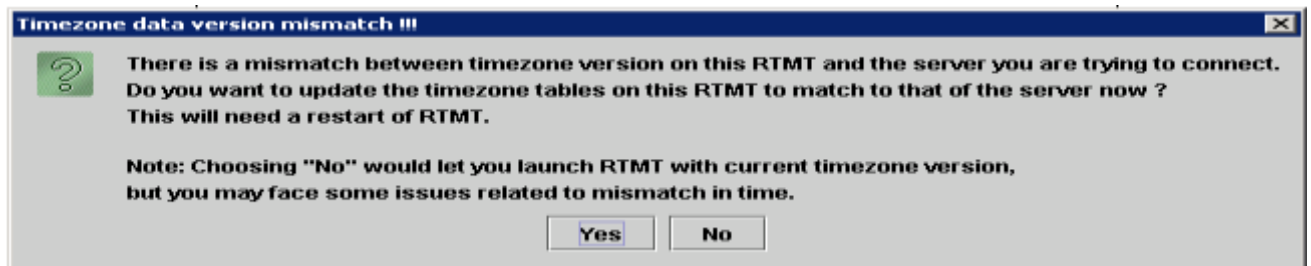 Timezone data version mismatch !!!
There is a mismatch between timezone version on this RTMT and the server you are trying to connect.
Do you want to update the timezone tables on this RTMT to match to that of the server now ?
This will need a restart of RTMT.
Note: Choosing "No" would let you launch RTMT with current timezone version,
but you may face some issues related to mismatch in time.
Yes No